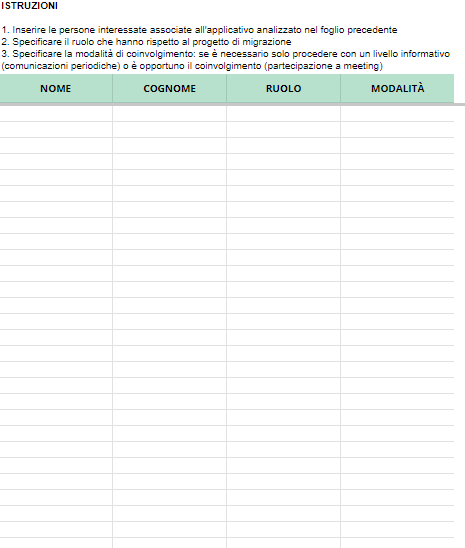 ISTRUZIONI
1. Inserire le persone interessate associate all'applicativo analizzato nel foglio precedente
2. Specificare il ruolo che hanno rispetto al progetto di migrazione
3. Specificare la modalità di coinvolgimento: se è necessario solo procedere con un livello informativo
(comunicazioni periodiche) o è opportuno il coinvolgimento (partecipazione a meeting)
NOME COGNOME RUOLO MODALITÀ